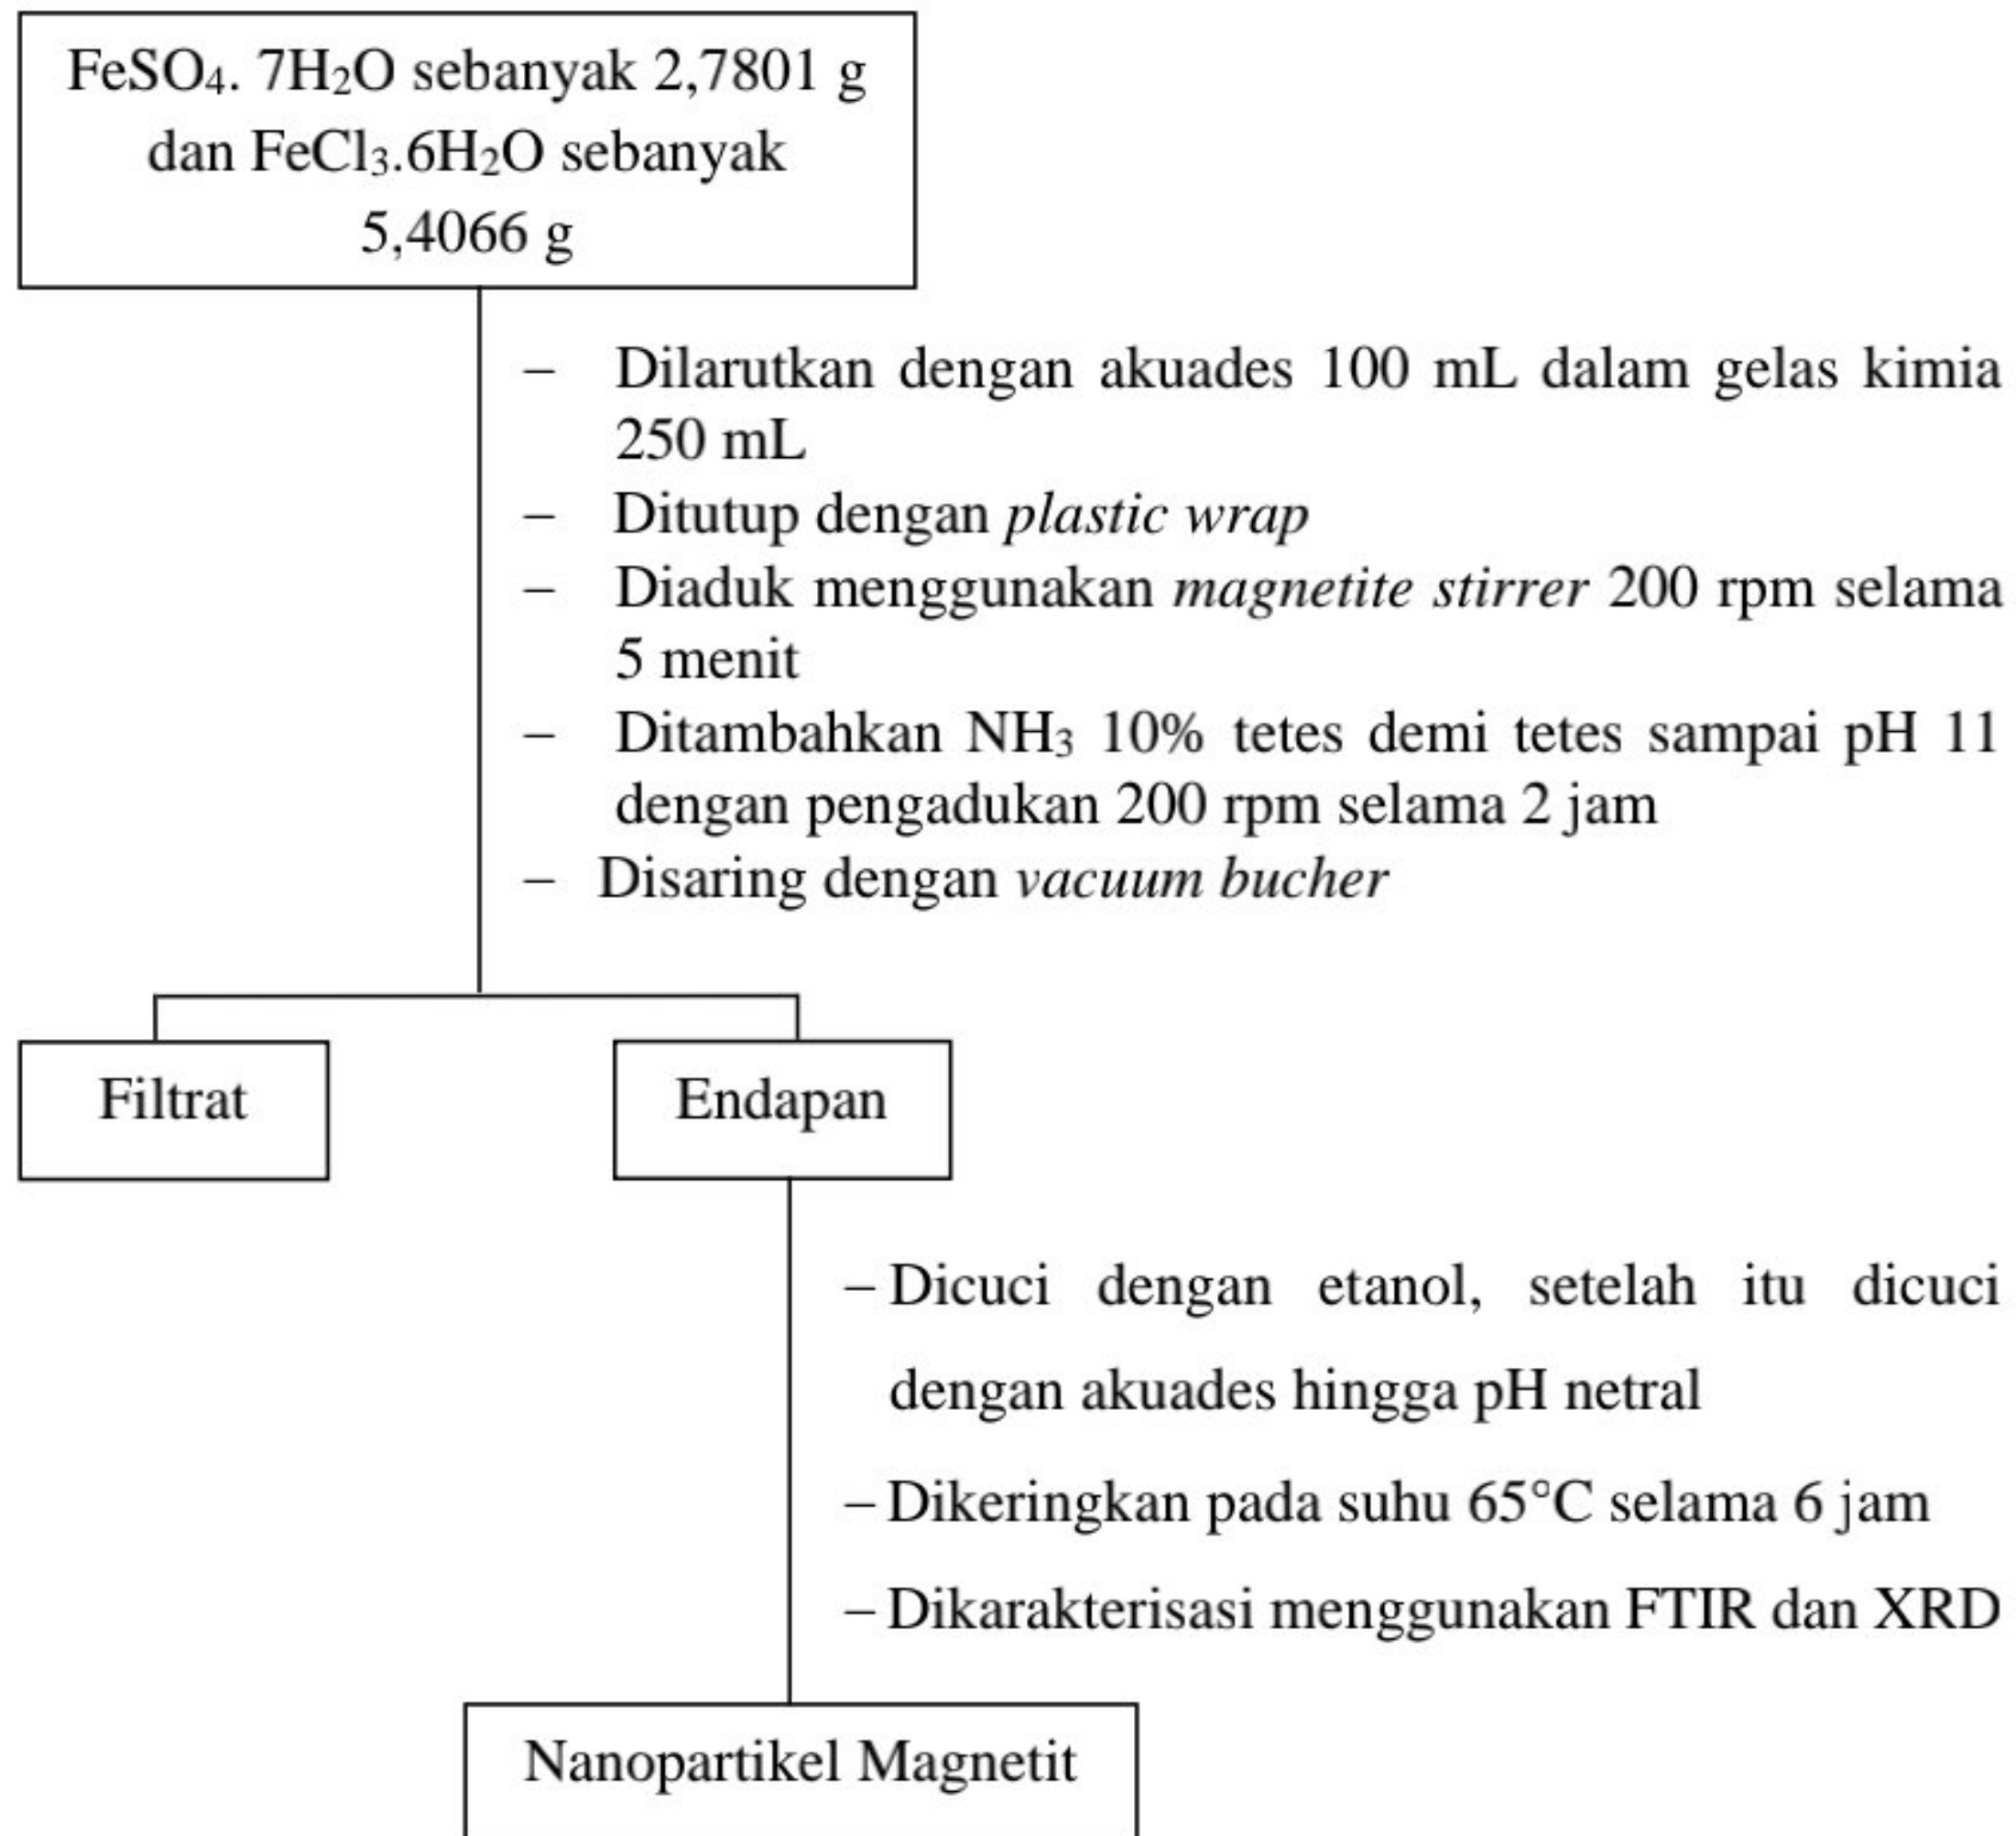 FeSO₄. 7H₂O sebanyak 2,7801 g
dan FeCl₃.6H₂O sebanyak
5,4066 g
– Dilarutkan dengan akuades 100 mL dalam gelas kimia
250 mL
– Ditutup dengan plastic wrap
– Diaduk menggunakan magnetite stirrer 200 rpm selama
5 menit
– Ditambahkan NH₃ 10% tetes demi tetes sampai pH 11
dengan pengadukan 200 rpm selama 2 jam
– Disaring dengan vacuum bucher
Filtrat
Endapan
– Dicuci dengan etanol, setelah itu dicuci
dengan akuades hingga pH netral
– Dikeringkan pada suhu 65°C selama 6 jam
– Dikarakterisasi menggunakan FTIR dan XRD
Nanopartikel Magnetit